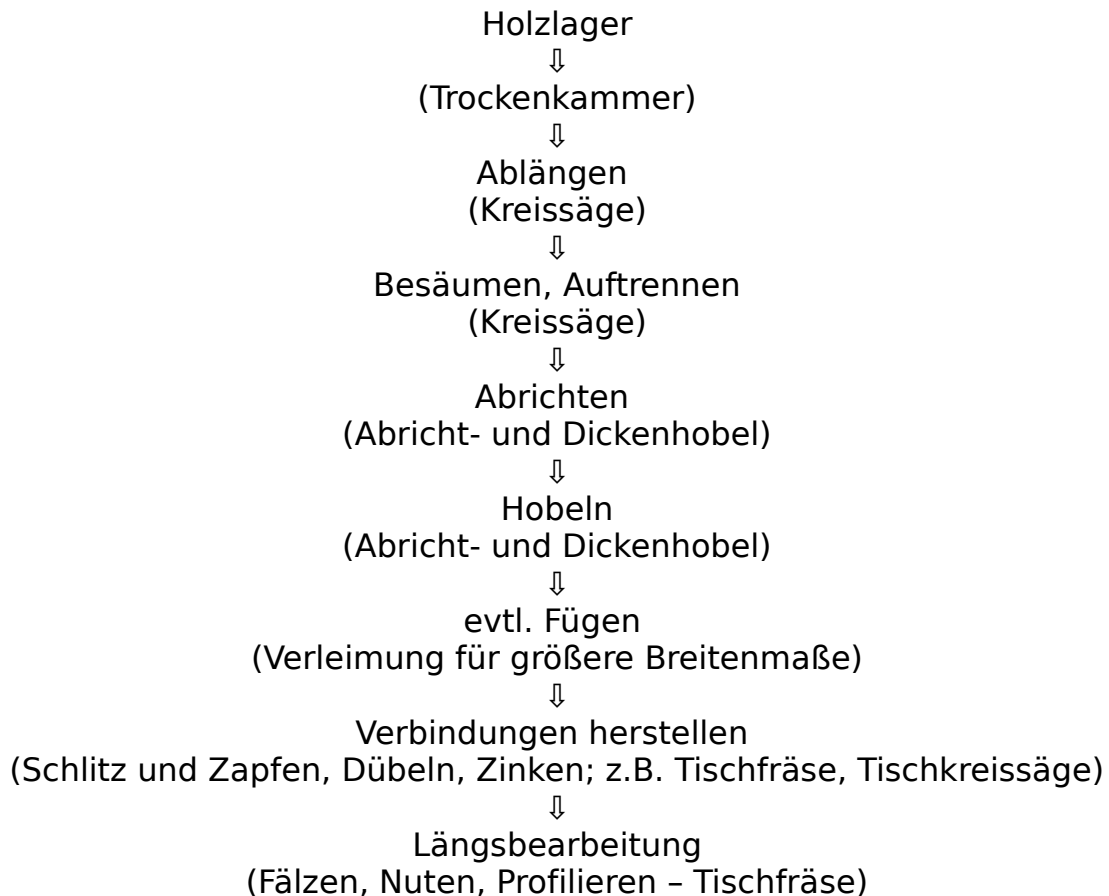 Holzlager
⇩
(Trockenkammer)
⇩
Ablängen
(Kreissäge)
⇩
Besäumen, Auftrennen
(Kreissäge)
⇩
Abrichten
(Abricht- und Dickenhobel)
⇩
Hobeln
(Abricht- und Dickenhobel)
⇩
evtl. Fügen
(Verleimung für größere Breitenmaße)
⇩
Verbindungen herstellen
(Schlitz und Zapfen, Dübeln, Zinken; z.B. Tischfräse, Tischkreissäge)
⇩
Längsbearbeitung
(Fälzen, Nuten, Profilieren – Tischfräse)